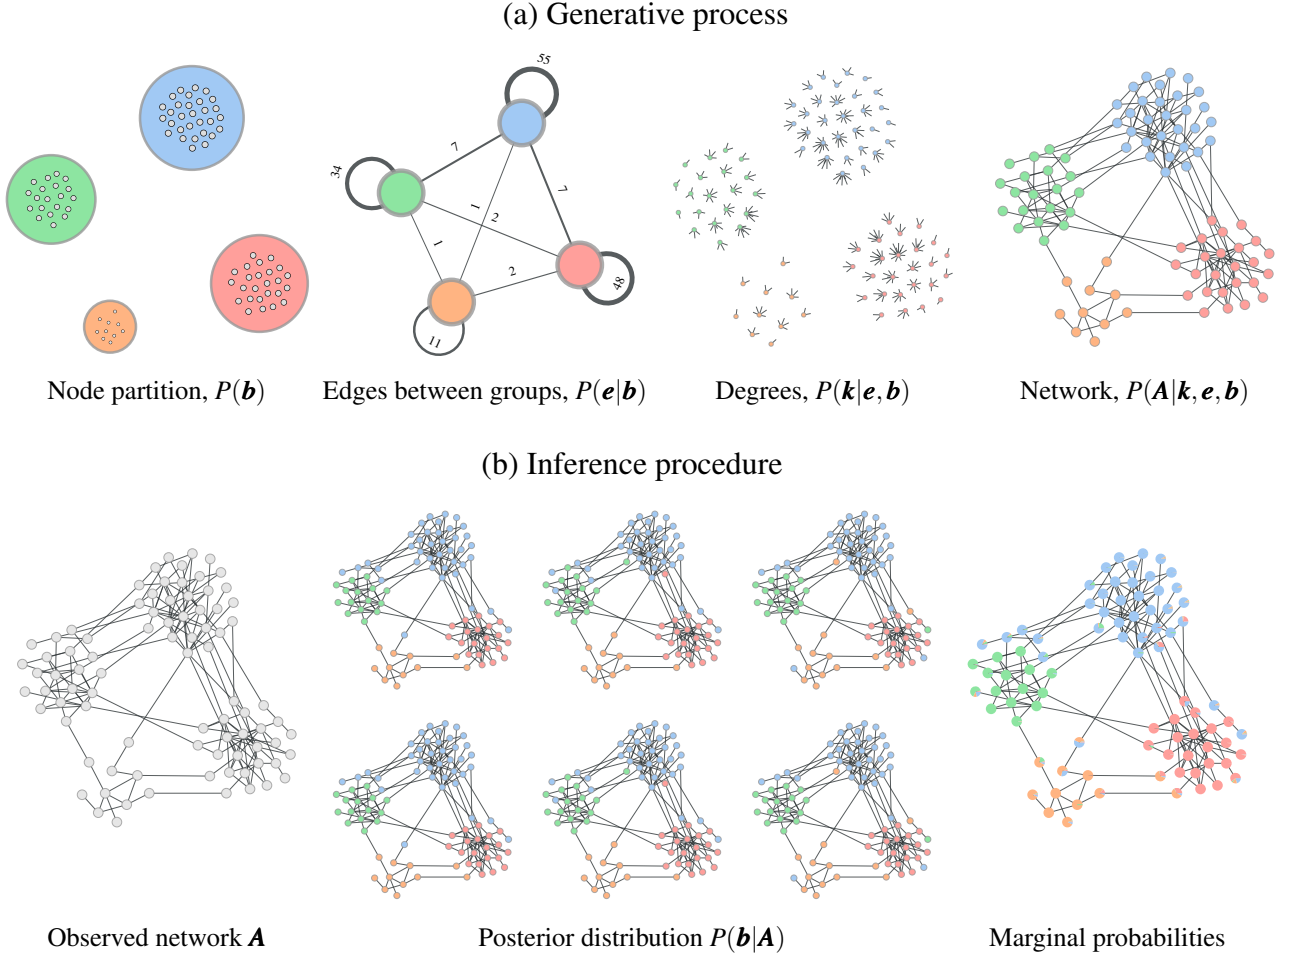 (a) Generative process
55
7
34
7
1
2
1
2
48
11
Node partition, P(b)
Edges between groups, P(e|b)
Degrees, P(k|e, b)
Network, P(A|k, e, b)
(b) Inference procedure
Observed network A
Posterior distribution P(b|A)
Marginal probabilities